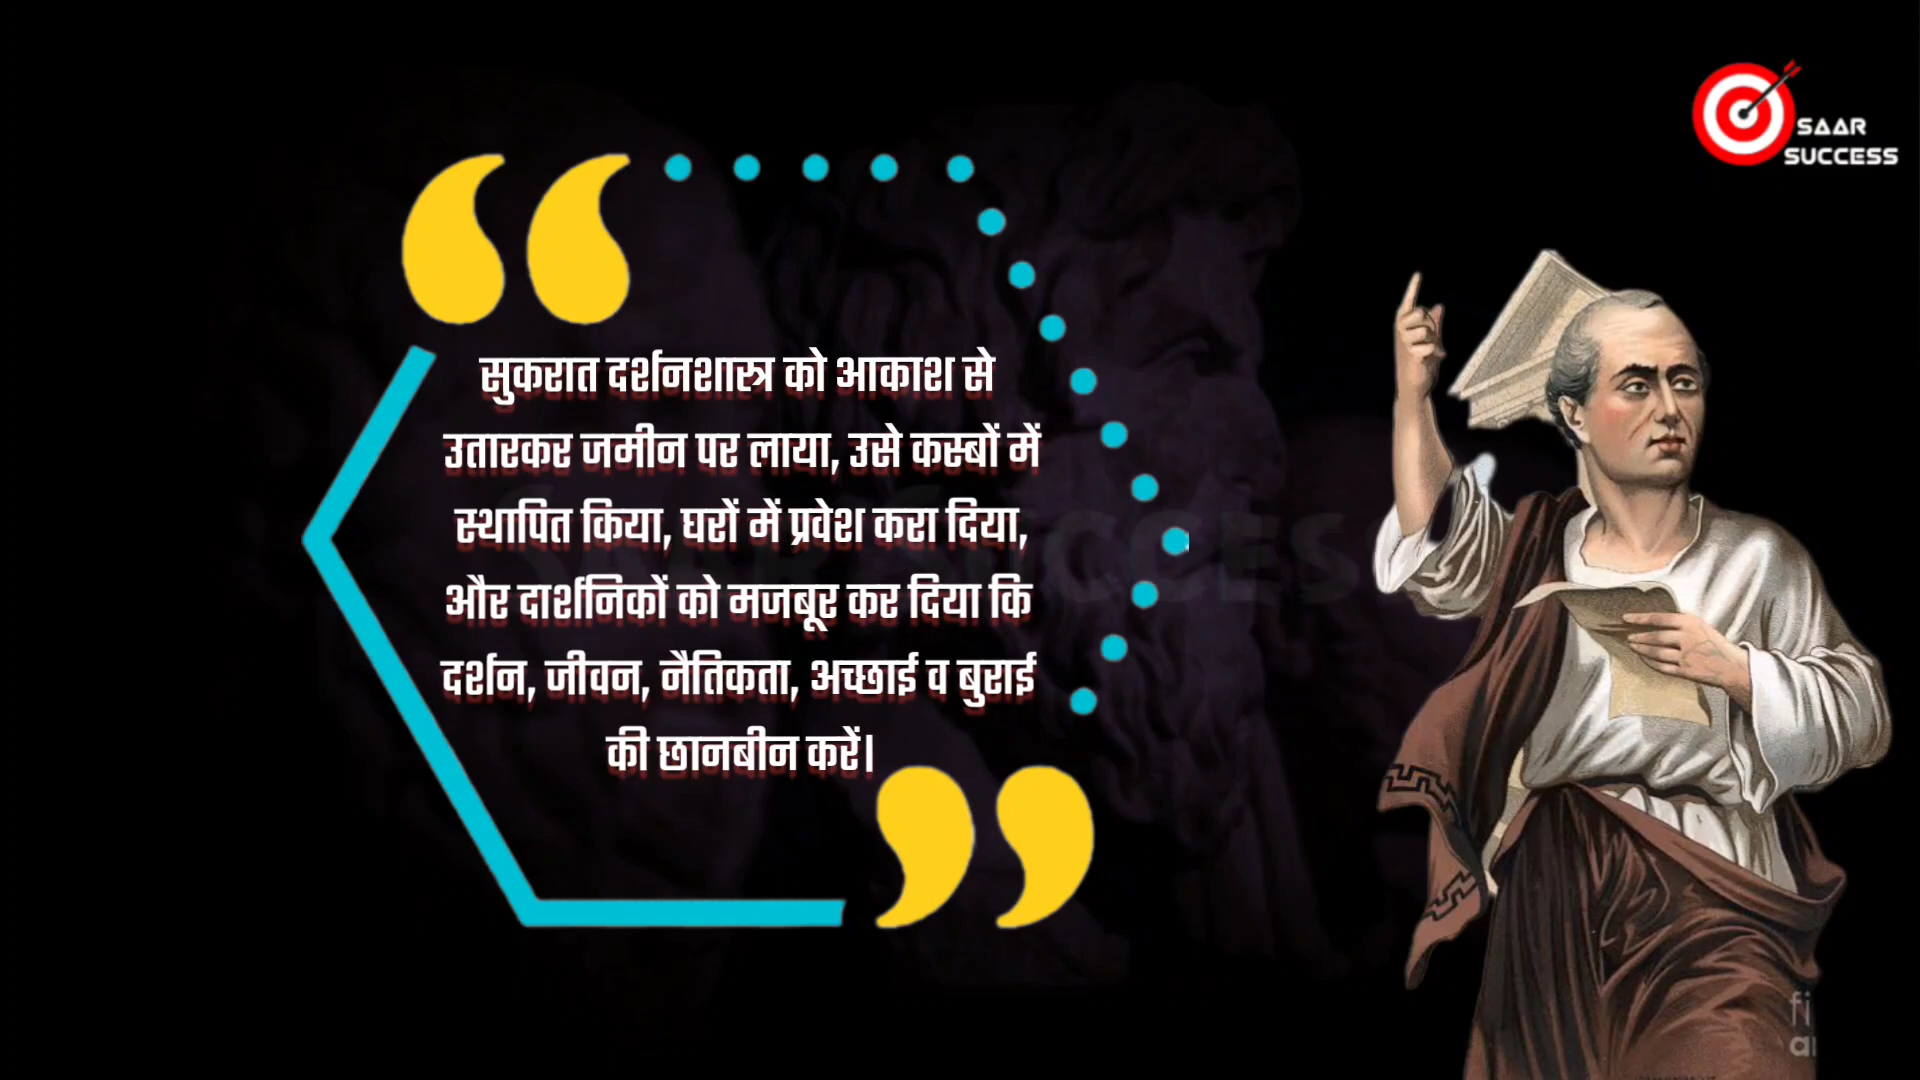 SAAR
SUCCESS
सुकरात दर्शनशास्त्र को आकाश से
उतारकर जमीन पर लाया, उसे कस्बों में
स्थापित किया, घरों में प्रवेश करा दिया,
और दार्शनिकों को मजबूर कर दिया कि
दर्शन, जीवन, नैतिकता, अच्छाई व बुराई
की छानबीन करें।